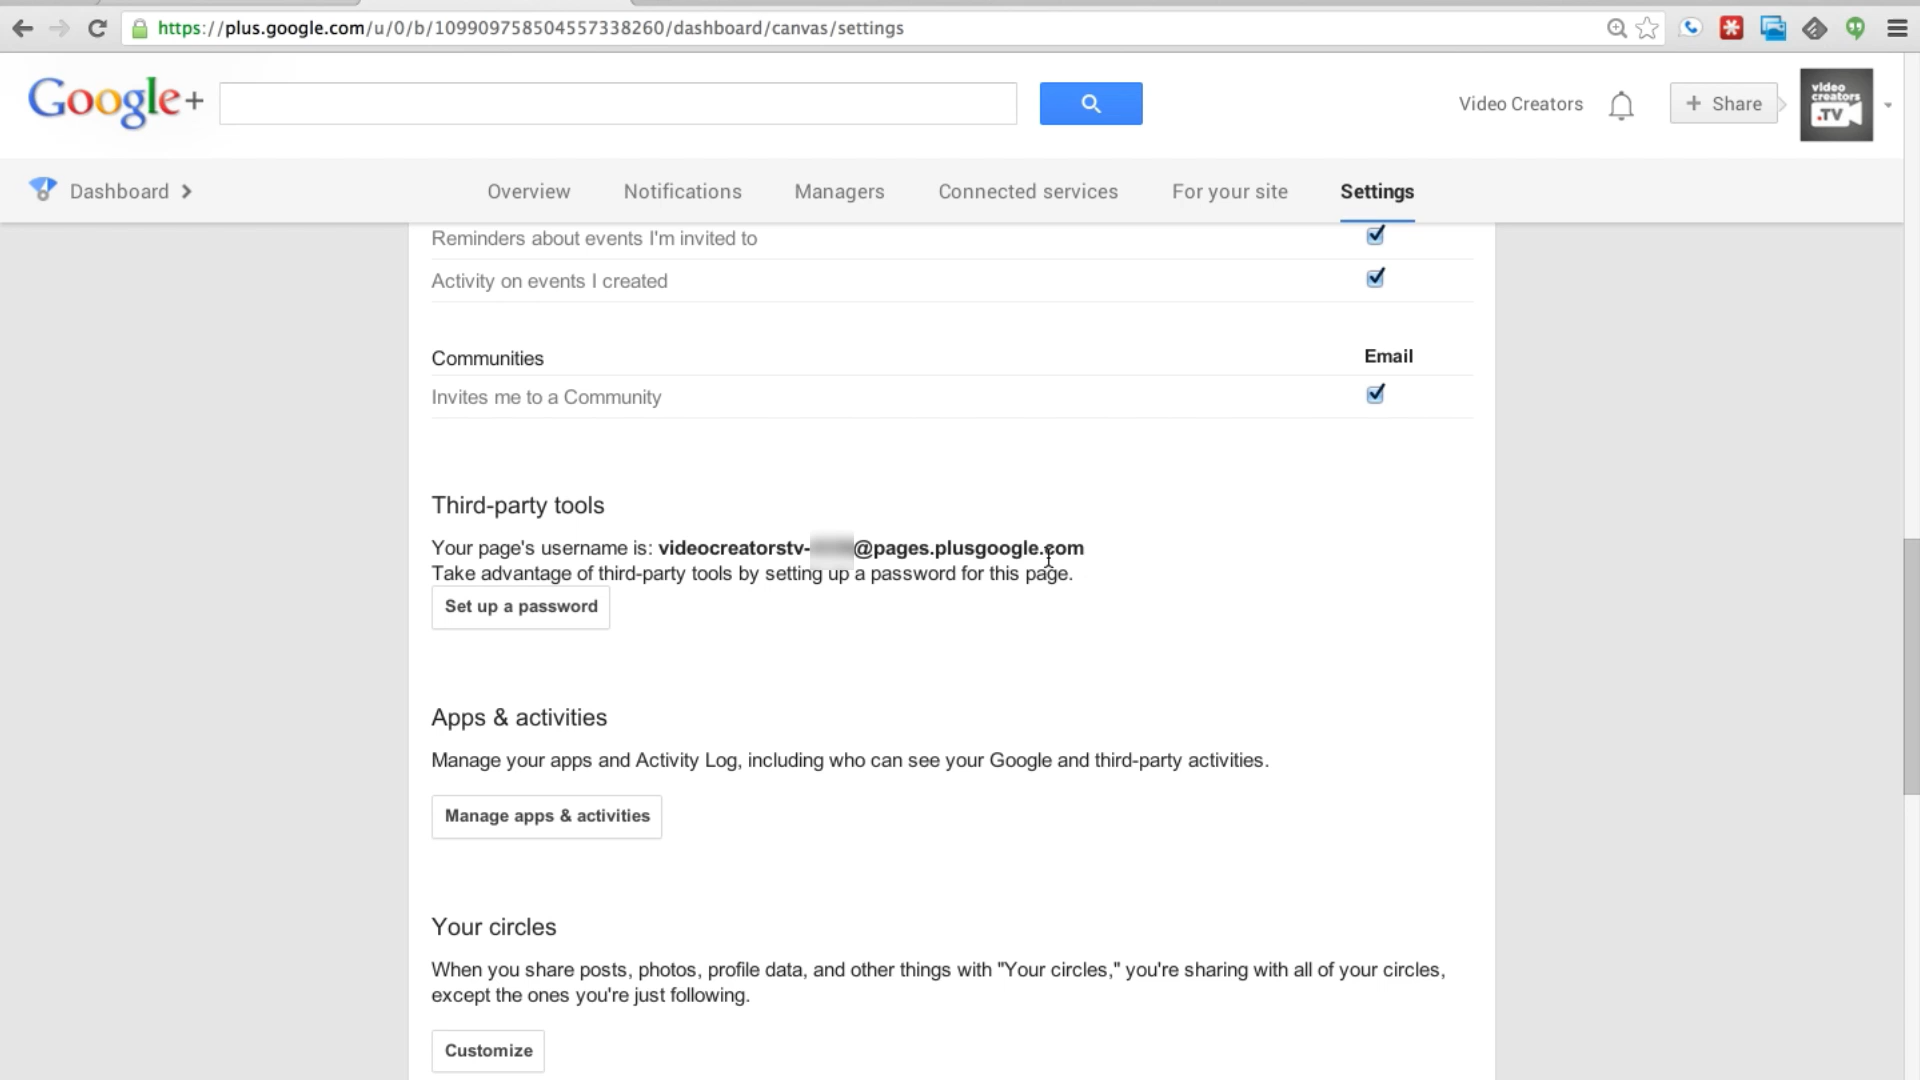 https://plus.google.com/u/0/b/109909758504557338260/dashboard/canvas/settings
Google+
Video Creators
+ Share
video creators .TV
Dashboard
Overview
Notifications
Managers
Connected services
For your site
Settings
Reminders about events I'm invited to
Activity on events I created
Communities
Email
Invites me to a Community
Third-party tools
Your page's username is: videocreatorstv- @pages.plusgoogle.com
Take advantage of third-party tools by setting up a password for this page.
Set up a password
Apps & activities
Manage your apps and Activity Log, including who can see your Google and third-party activities.
Manage apps & activities
Your circles
When you share posts, photos, profile data, and other things with "Your circles," you're sharing with all of your circles,
except the ones you're just following.
Customize